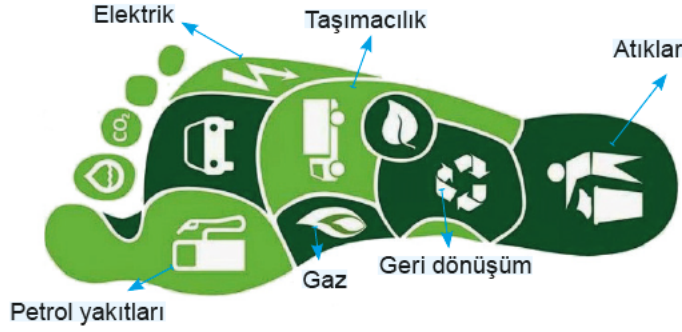 Elektrik
Taşımacılık
Atıklar
CO₂
Petrol yakıtları
Gaz
Geri dönüşüm